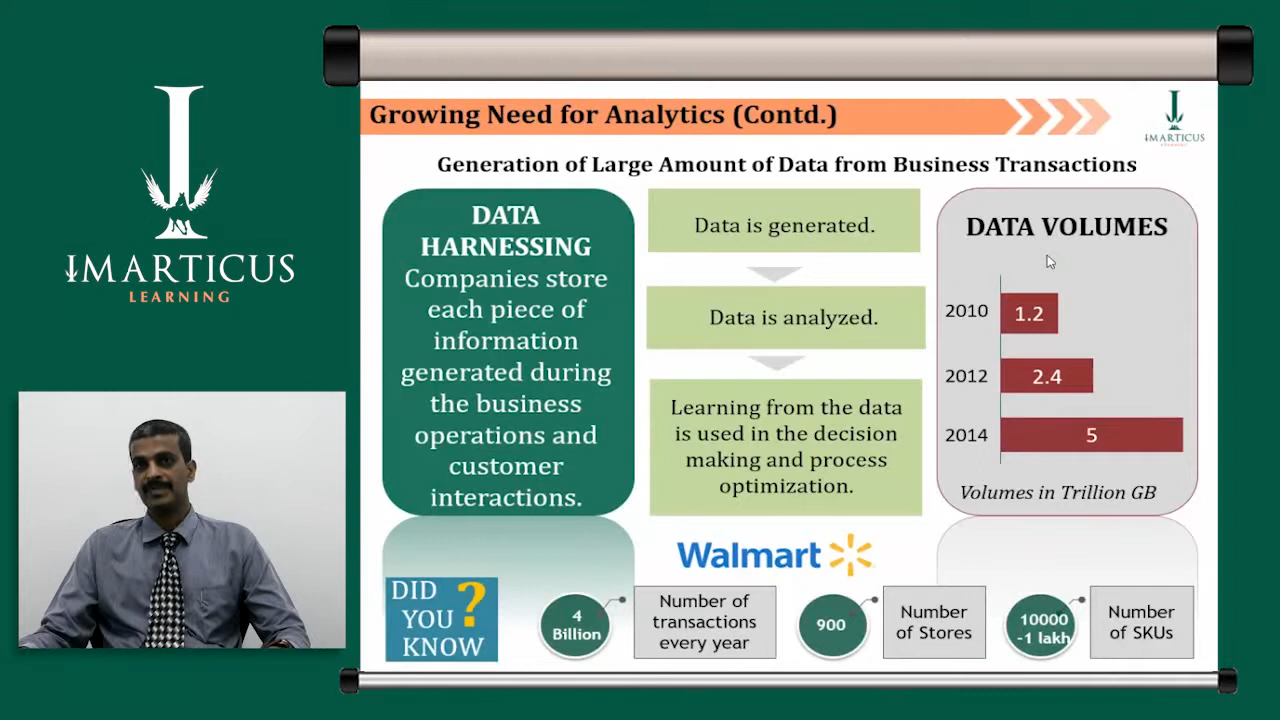 IMARTICUS
LEARNING
Growing Need for Analytics (Contd.)
IMARTICUS
LEARNING
Generation of Large Amount of Data from Business Transactions
DATA
HARNESSING
Companies store
each piece of
information
generated during
the business
operations and
customer
interactions.
Data is generated.
Data is analyzed.
Learning from the data
is used in the decision
making and process
optimization.
DATA VOLUMES
2010 1.2
2012 2.4
2014 5
Volumes in Trillion GB
Walmart
DID
YOU ?
KNOW
4
Billion
Number of
transactions
every year
900
Number
of Stores
10000
-1 lakh
Number
of SKUs